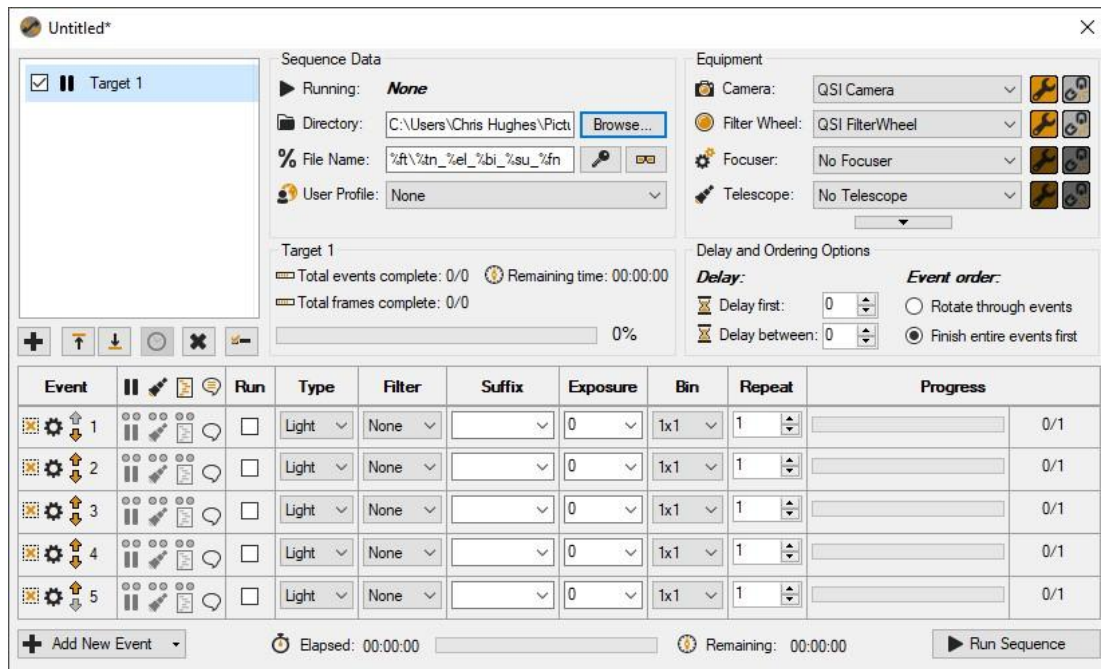 Untitled*
Target 1
Sequence Data
Running: None
Directory: C:\Users\Chris Hughes\Pictu Browse...
% File Name: %ft\%tn_%el_%bi_%su_%fn
User Profile: None
Equipment
Camera: QSI Camera
Filter Wheel: QSI FilterWheel
Focuser: No Focuser
Telescope: No Telescope
Target 1
Total events complete: 0/0 Remaining time: 00:00:00
Total frames complete: 0/0
0%
Delay and Ordering Options
Delay: Event order:
Delay first: 0 Rotate through events
Delay between: 0 Finish entire events first
Event Run Type Filter Suffix Exposure Bin Repeat Progress
1 Light None 0 1x1 1 0/1
2 Light None 0 1x1 1 0/1
3 Light None 0 1x1 1 0/1
4 Light None 0 1x1 1 0/1
5 Light None 0 1x1 1 0/1
Add New Event Elapsed: 00:00:00 Remaining: 00:00:00 Run Sequence